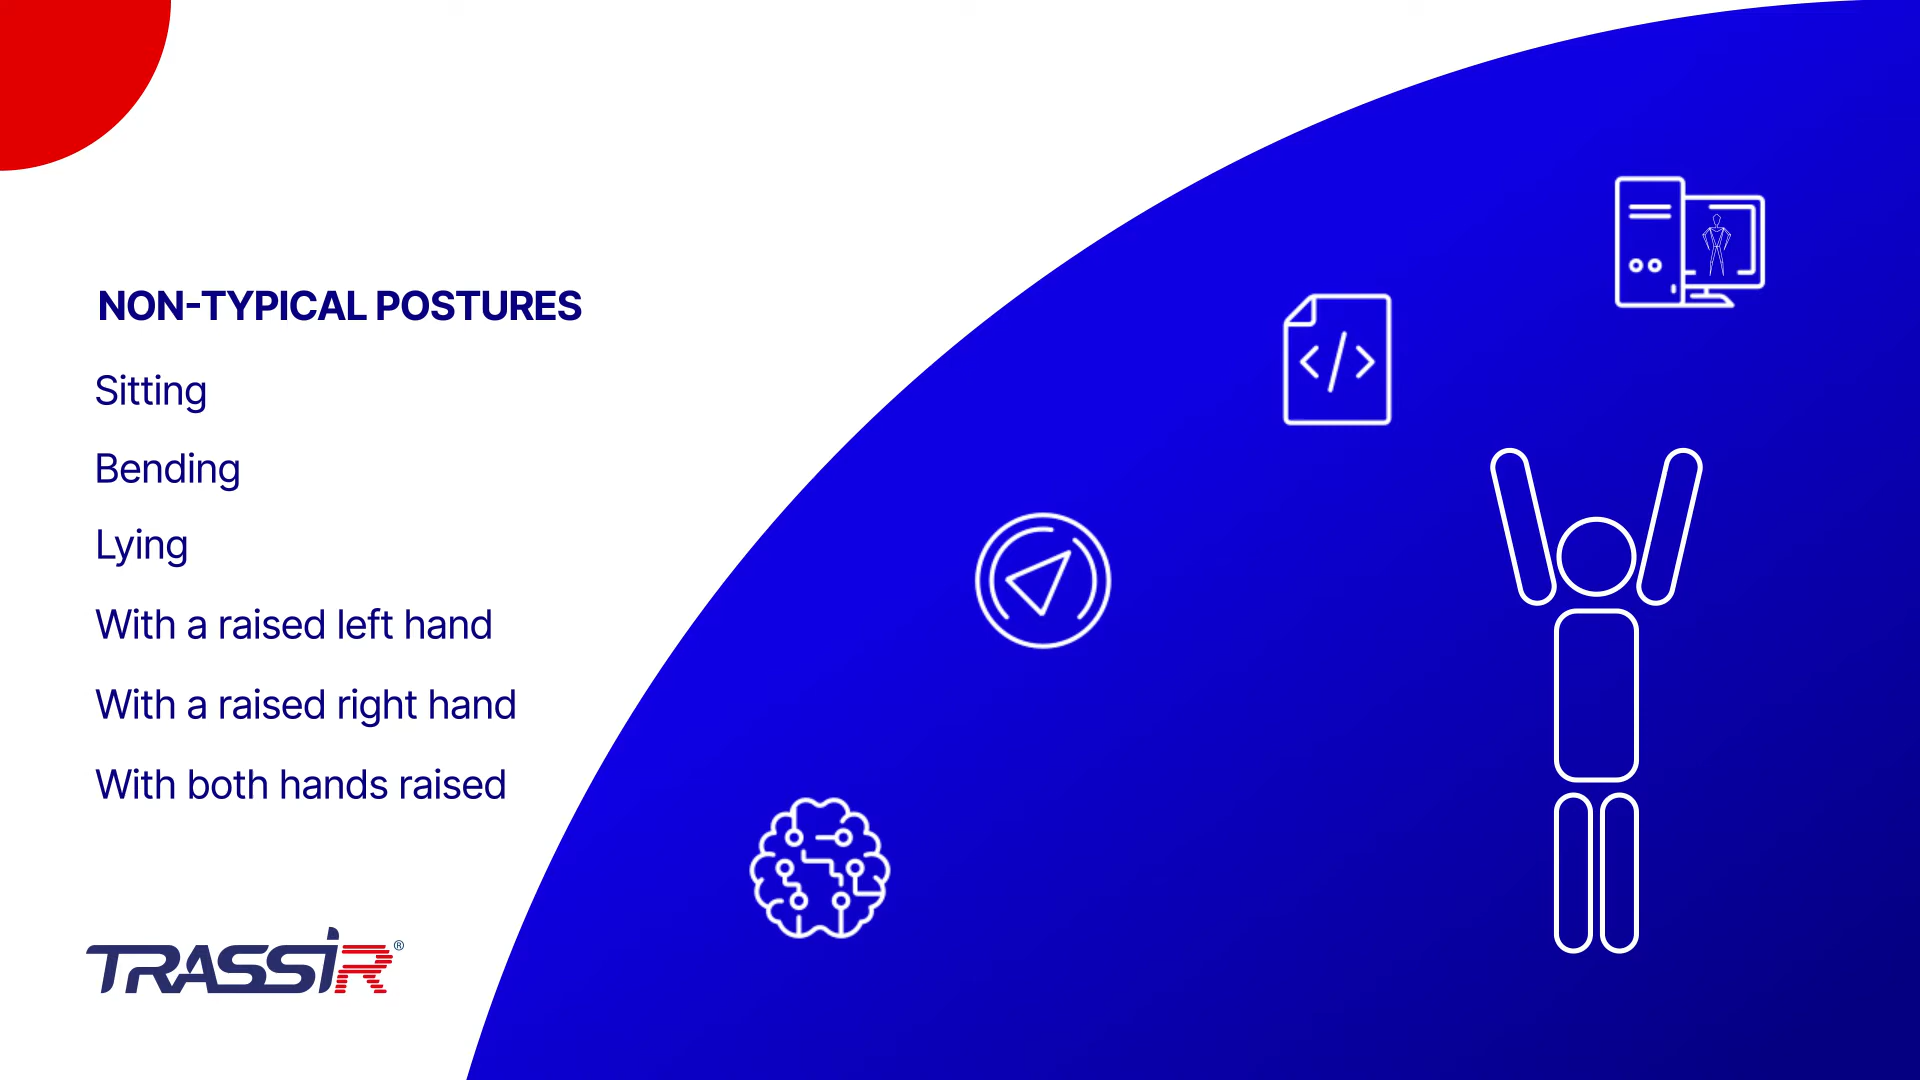 NON-TYPICAL POSTURES
Sitting
Bending
Lying
With a raised left hand
With a raised right hand
With both hands raised
TRASSIR®
</>